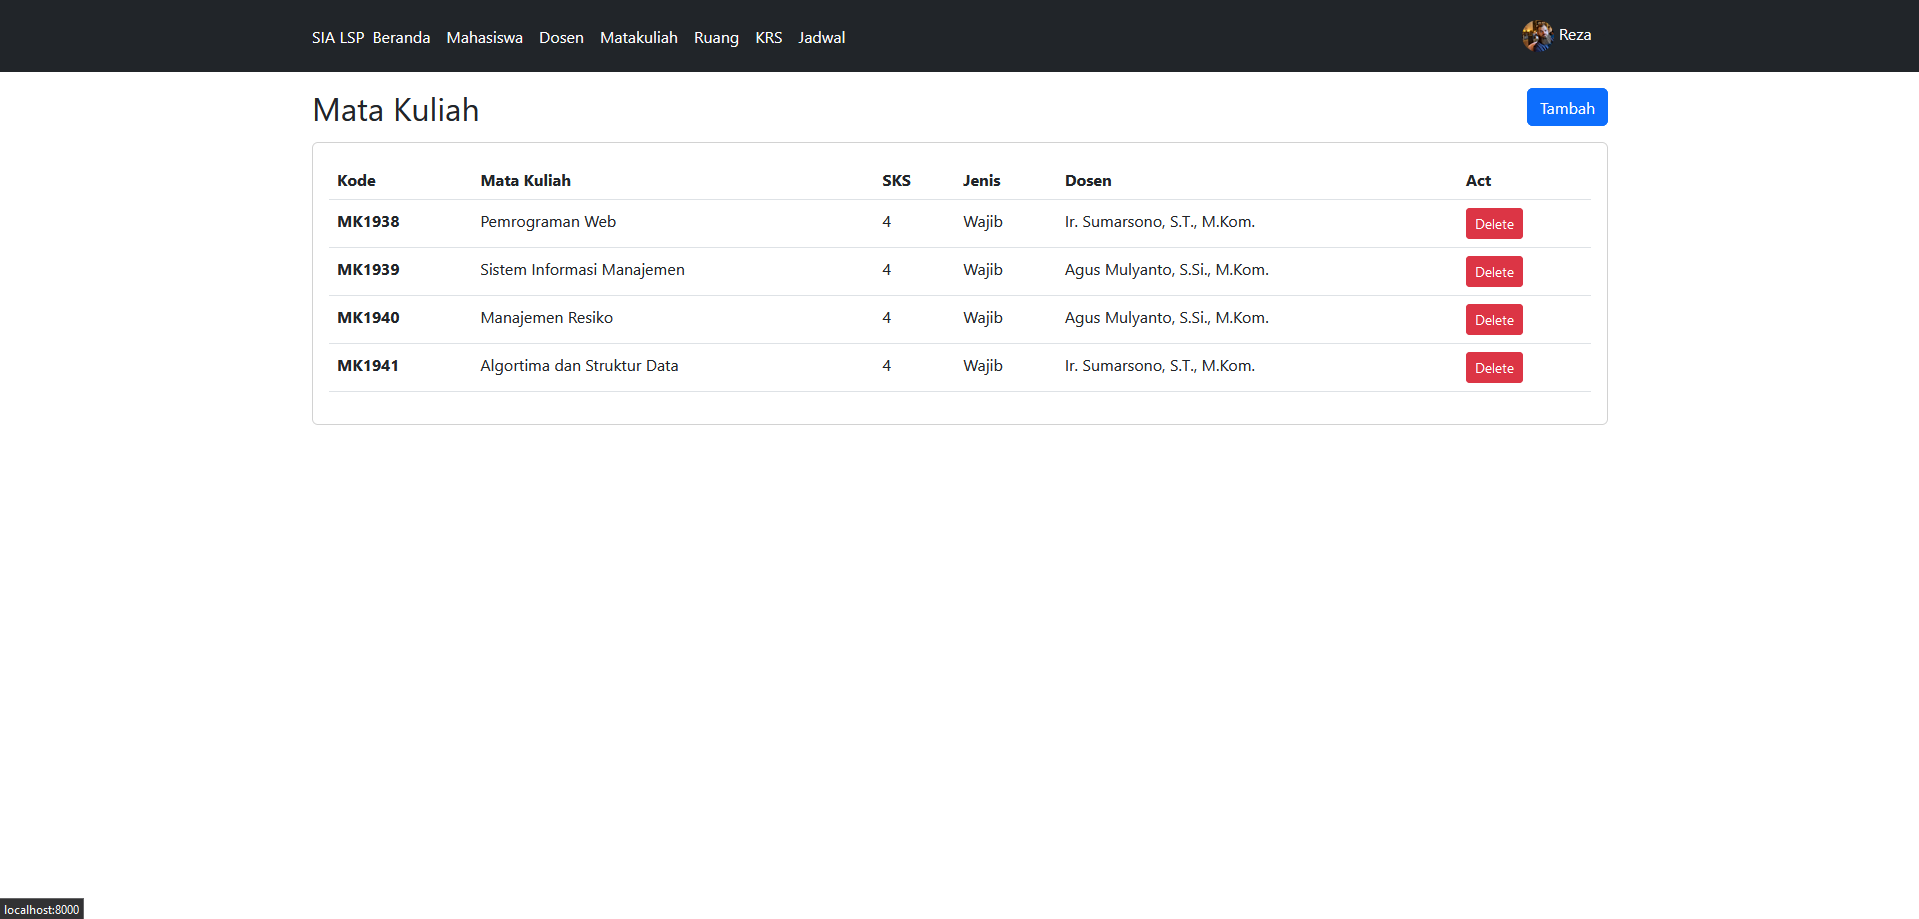 SIA LSP Beranda Mahasiswa Dosen Matakuliah Ruang KRS Jadwal Reza
Mata Kuliah Tambah
Kode Mata Kuliah SKS Jenis Dosen Act
MK1938 Pemrograman Web 4 Wajib Ir. Sumarsono, S.T., M.Kom. Delete
MK1939 Sistem Informasi Manajemen 4 Wajib Agus Mulyanto, S.Si., M.Kom. Delete
MK1940 Manajemen Resiko 4 Wajib Agus Mulyanto, S.Si., M.Kom. Delete
MK1941 Algortima dan Struktur Data 4 Wajib Ir. Sumarsono, S.T., M.Kom. Delete
localhost:8000